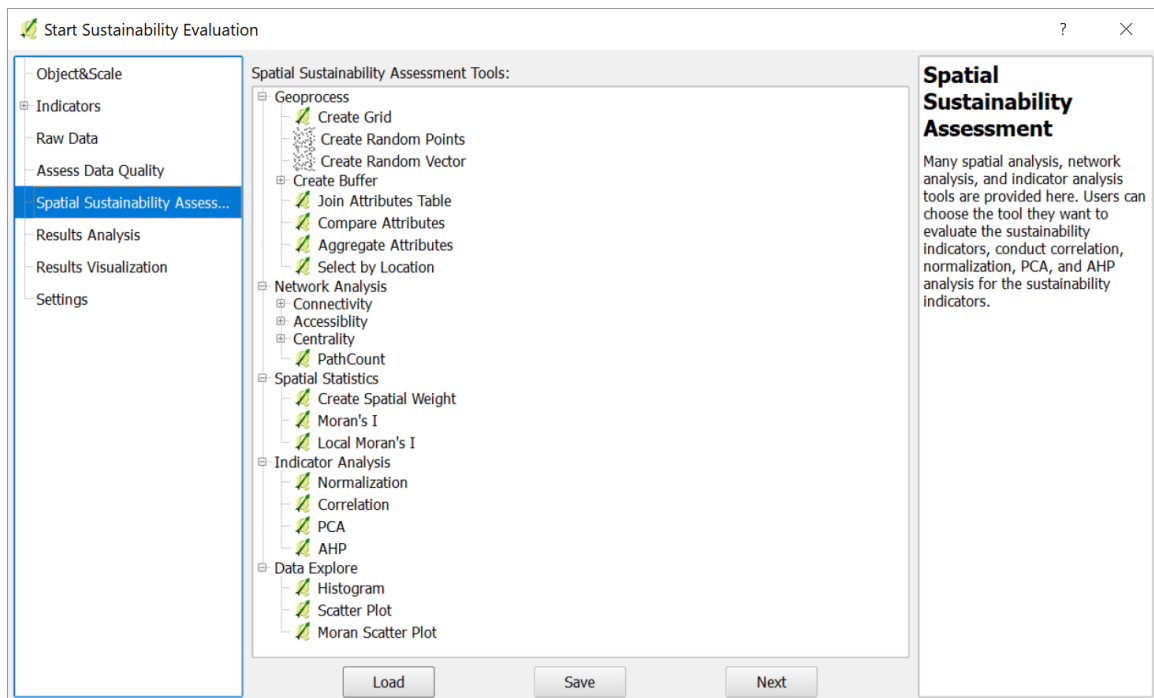 Start Sustainability Evaluation
?
Object&Scale
Indicators
Raw Data
Assess Data Quality
Spatial Sustainability Assess...
Results Analysis
Results Visualization
Settings
Spatial Sustainability Assessment Tools:
Geoprocess
Create Grid
Create Random Points
Create Random Vector
Create Buffer
Join Attributes Table
Compare Attributes
Aggregate Attributes
Select by Location
Network Analysis
Connectivity
Accessiblity
Centrality
PathCount
Spatial Statistics
Create Spatial Weight
Moran's I
Local Moran's I
Indicator Analysis
Normalization
Correlation
PCA
AHP
Data Explore
Histogram
Scatter Plot
Moran Scatter Plot
Load
Save
Next
Spatial
Sustainability
Assessment
Many spatial analysis, network
analysis, and indicator analysis
tools are provided here. Users can
choose the tool they want to
evaluate the sustainability
indicators, conduct correlation,
normalization, PCA, and AHP
analysis for the sustainability
indicators.